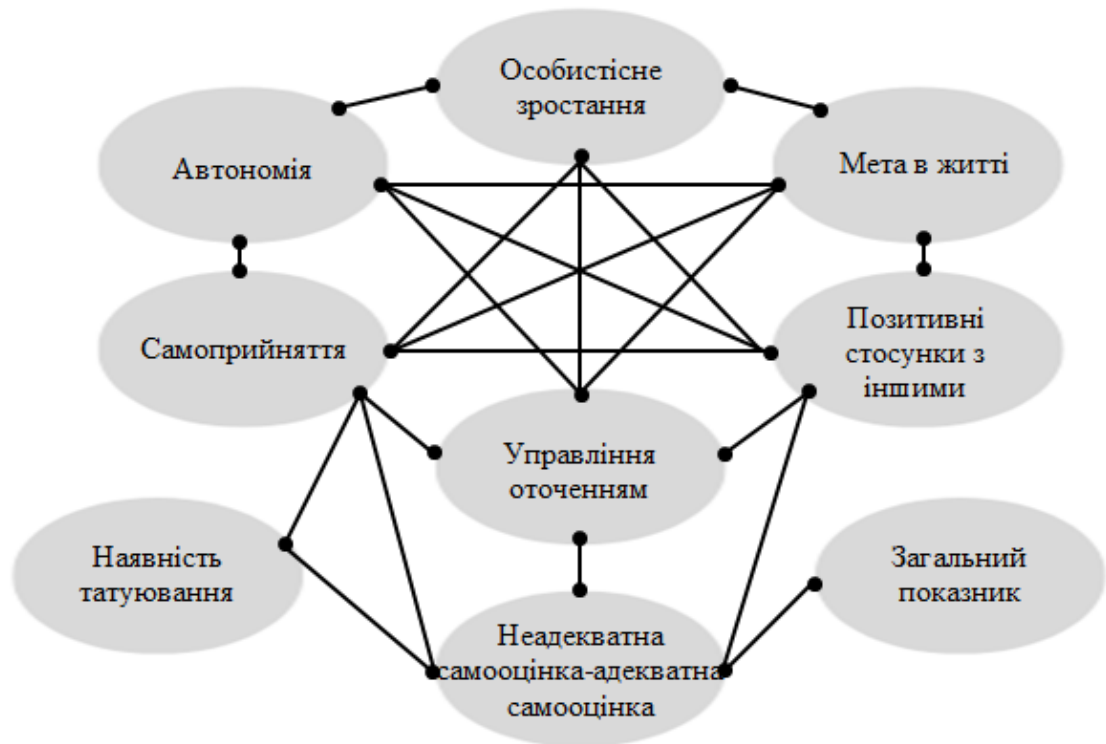 Особистісне
зростання
Автономія
Мета в житті
Самоприйняття
Позитивні
стосунки з
іншими
Управління
оточенням
Наявність
татуювання
Загальний
показник
Неадекватна
самооцінка-адекватна
самооцінка